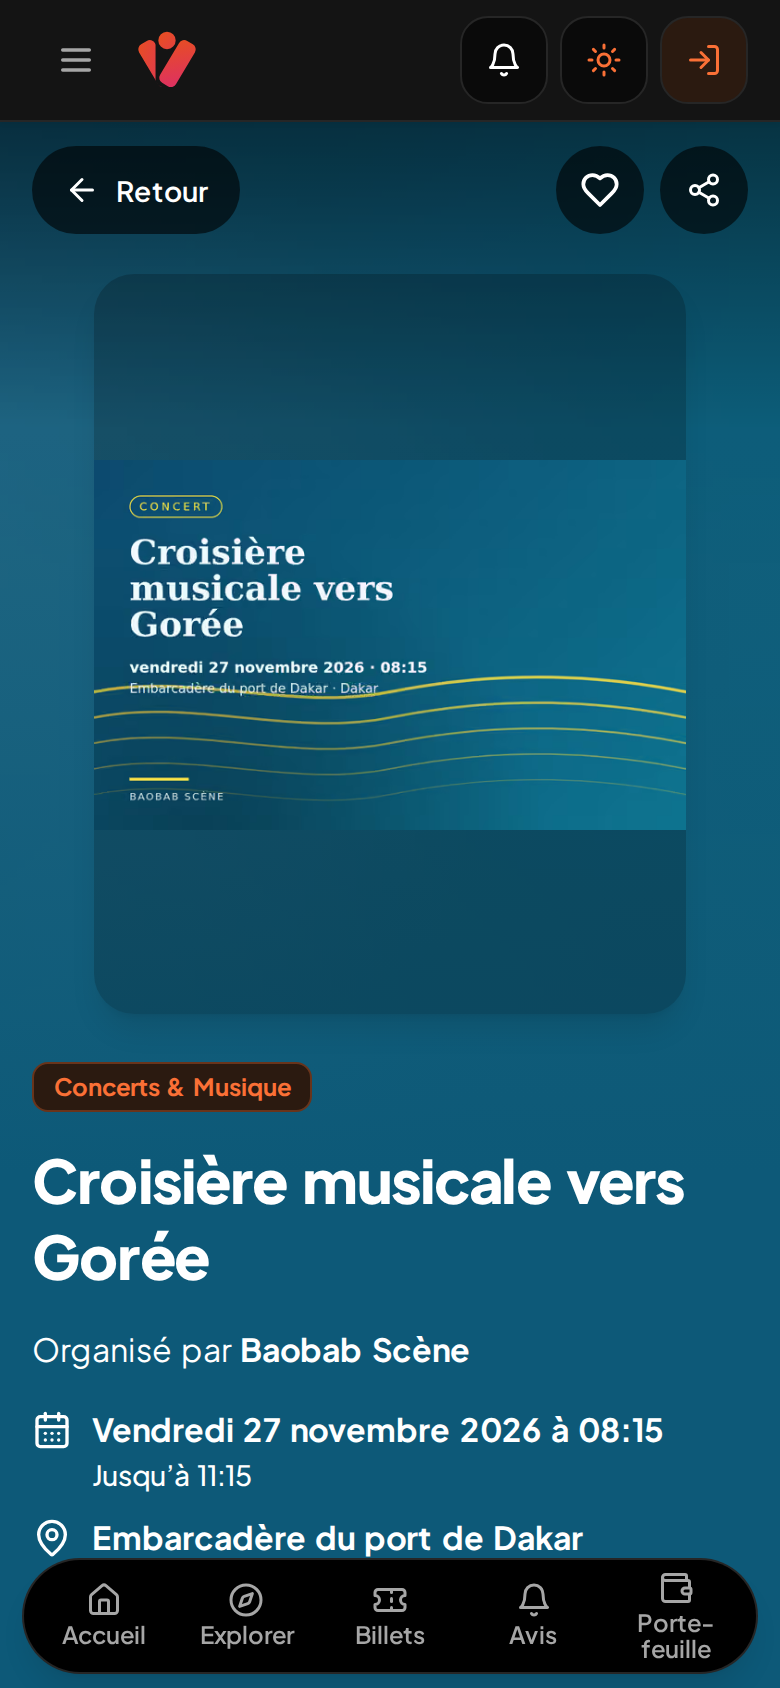 Retour
CONCERT
Croisière
musicale vers
Gorée
vendredi 27 novembre 2026 · 08:15
Embarcadère du port de Dakar · Dakar
BAOBAB SCÈNE
Concerts & Musique
Croisière musicale vers
Gorée
Organisé par Baobab Scène
Vendredi 27 novembre 2026 à 08:15
Jusqu’à 11:15
Embarcadère du port de Dakar
Accueil
Explorer
Billets
Avis
Porte-
feuille